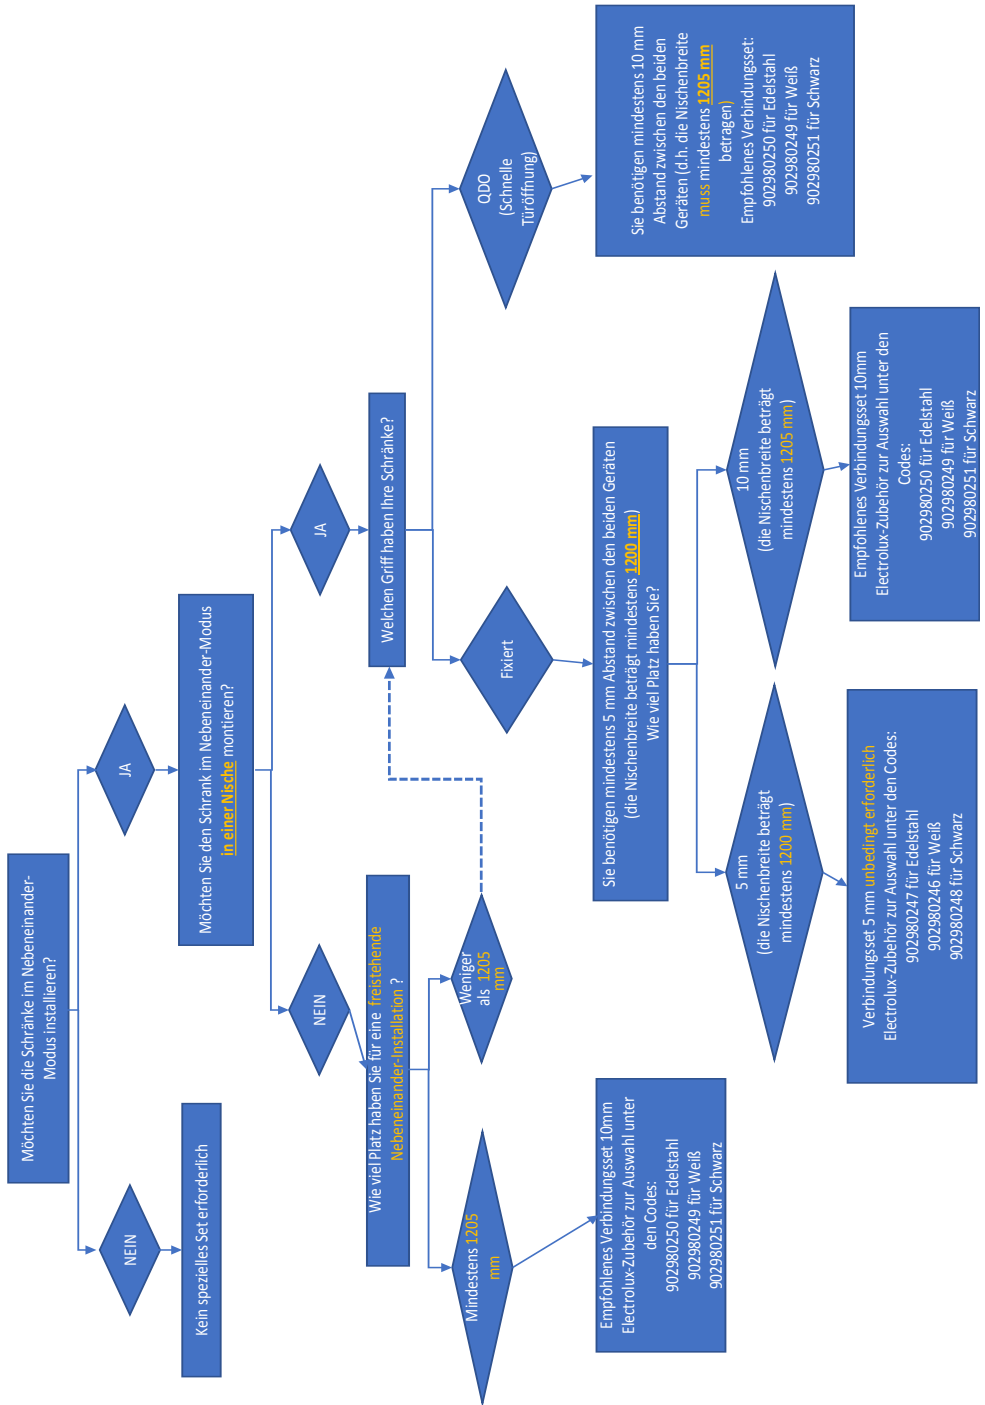 Möchten Sie die Schränke im Nebeneinander-
Modus installieren?
NEIN
JA
Kein spezielles Set erforderlich
Möchten Sie den Schrank im Nebeneinander-Modus
in einer Nische montieren?
NEIN
JA
Wie viel Platz haben Sie für eine freistehende
Nebeneinander-Installation ?
Welchen Griff haben Ihre Schränke?
Mindestens 1205
mm
Weniger
als 1205
mm
Fixiert
QDO
(Schnelle
Türöffnung)
Empfohlenes Verbindungsset 10mm
Electrolux-Zubehör zur Auswahl unter
den Codes:
902980250 für Edelstahl
902980249 für Weiß
902980251 für Schwarz
Sie benötigen mindestens 5 mm Abstand zwischen den beiden Geräten
(die Nischenbreite beträgt mindestens 1200 mm)
Wie viel Platz haben Sie?
Sie benötigen mindestens 10 mm
Abstand zwischen den beiden
Geräten (d.h. die Nischenbreite
muss mindestens 1205 mm
betragen)
Empfohlenes Verbindungsset:
902980250 für Edelstahl
902980249 für Weiß
902980251 für Schwarz
5 mm
(die Nischenbreite beträgt
mindestens 1200 mm)
10 mm
(die Nischenbreite beträgt
mindestens 1205 mm)
Verbindungsset 5 mm unbedingt erforderlich
Electrolux-Zubehör zur Auswahl unter den Codes:
902980247 für Edelstahl
902980246 für Weiß
902980248 für Schwarz
Empfohlenes Verbindungsset 10mm
Electrolux-Zubehör zur Auswahl unter den
Codes:
902980250 für Edelstahl
902980249 für Weiß
902980251 für Schwarz